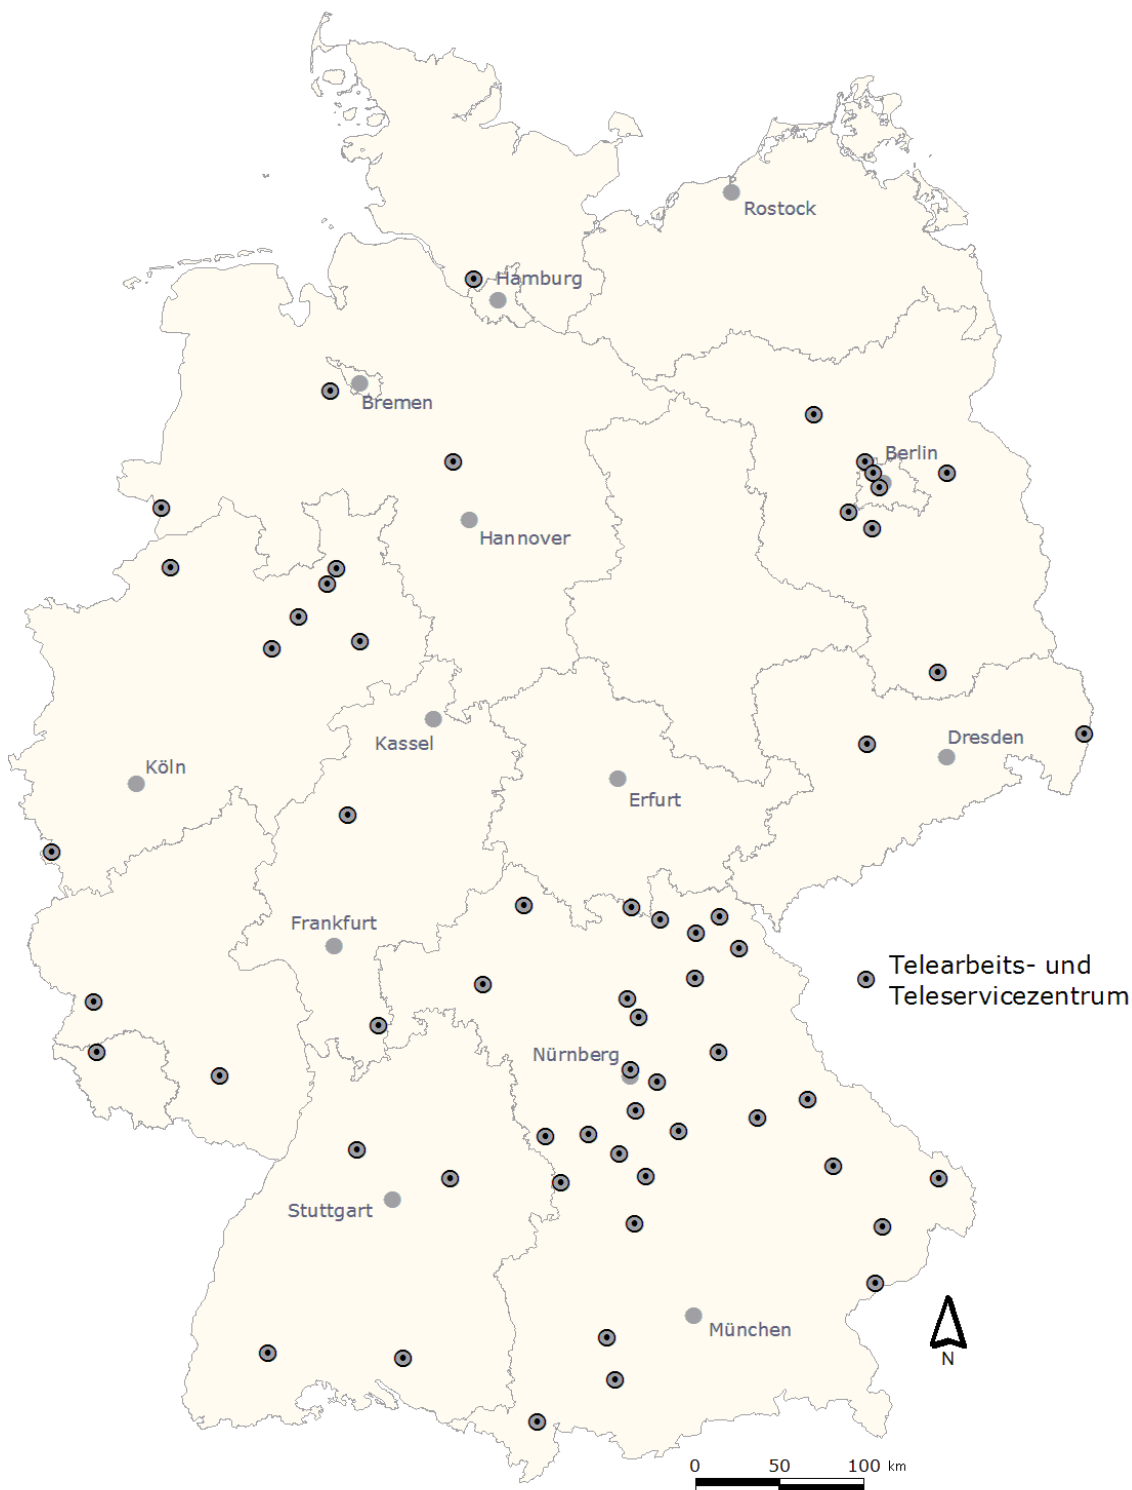 Rostock
Hamburg
Bremen
Berlin
Hannover
Kassel
Dresden
Köln
Erfurt
Frankfurt
Telearbeits- und
Teleservicezentrum
Nürnberg
Stuttgart
München
N
0 50 100 km